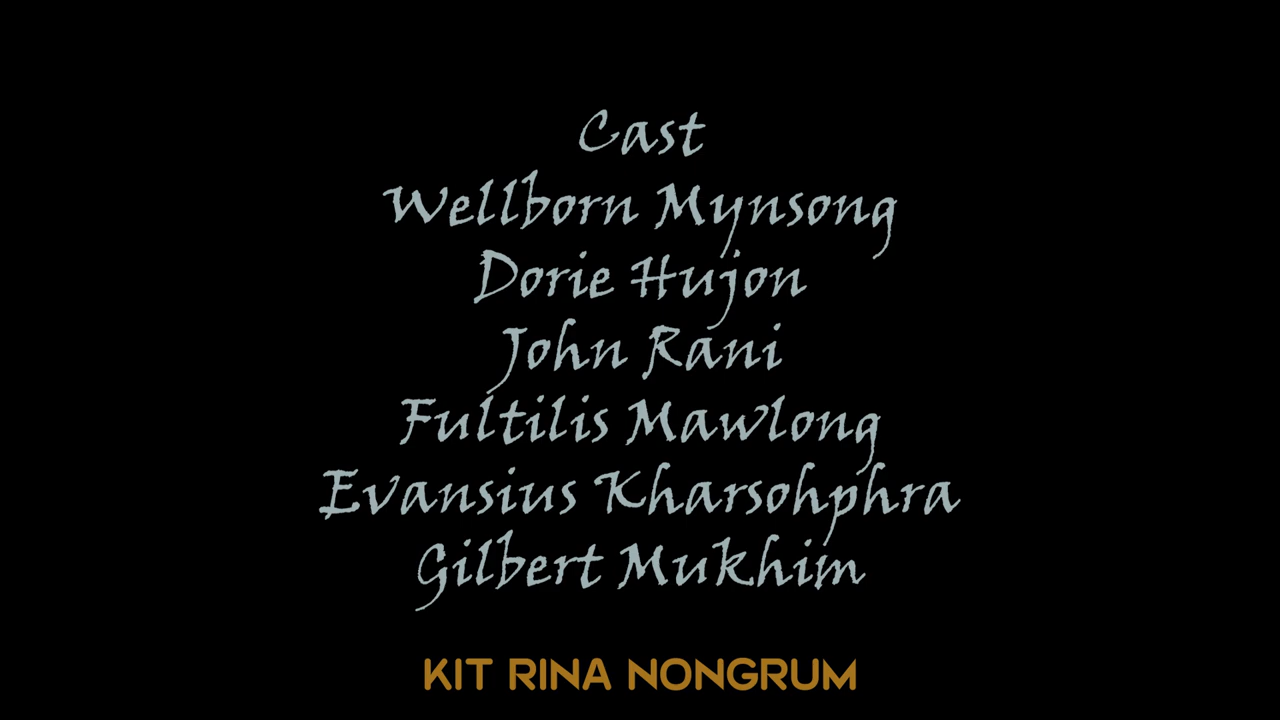 Cast
Wellborn Mynsong
Dorie Hujon
John Rani
Fultilis Mawlong
Evansius Kharsohphra
Gilbert Mukhim
KIT RINA NONGRUM